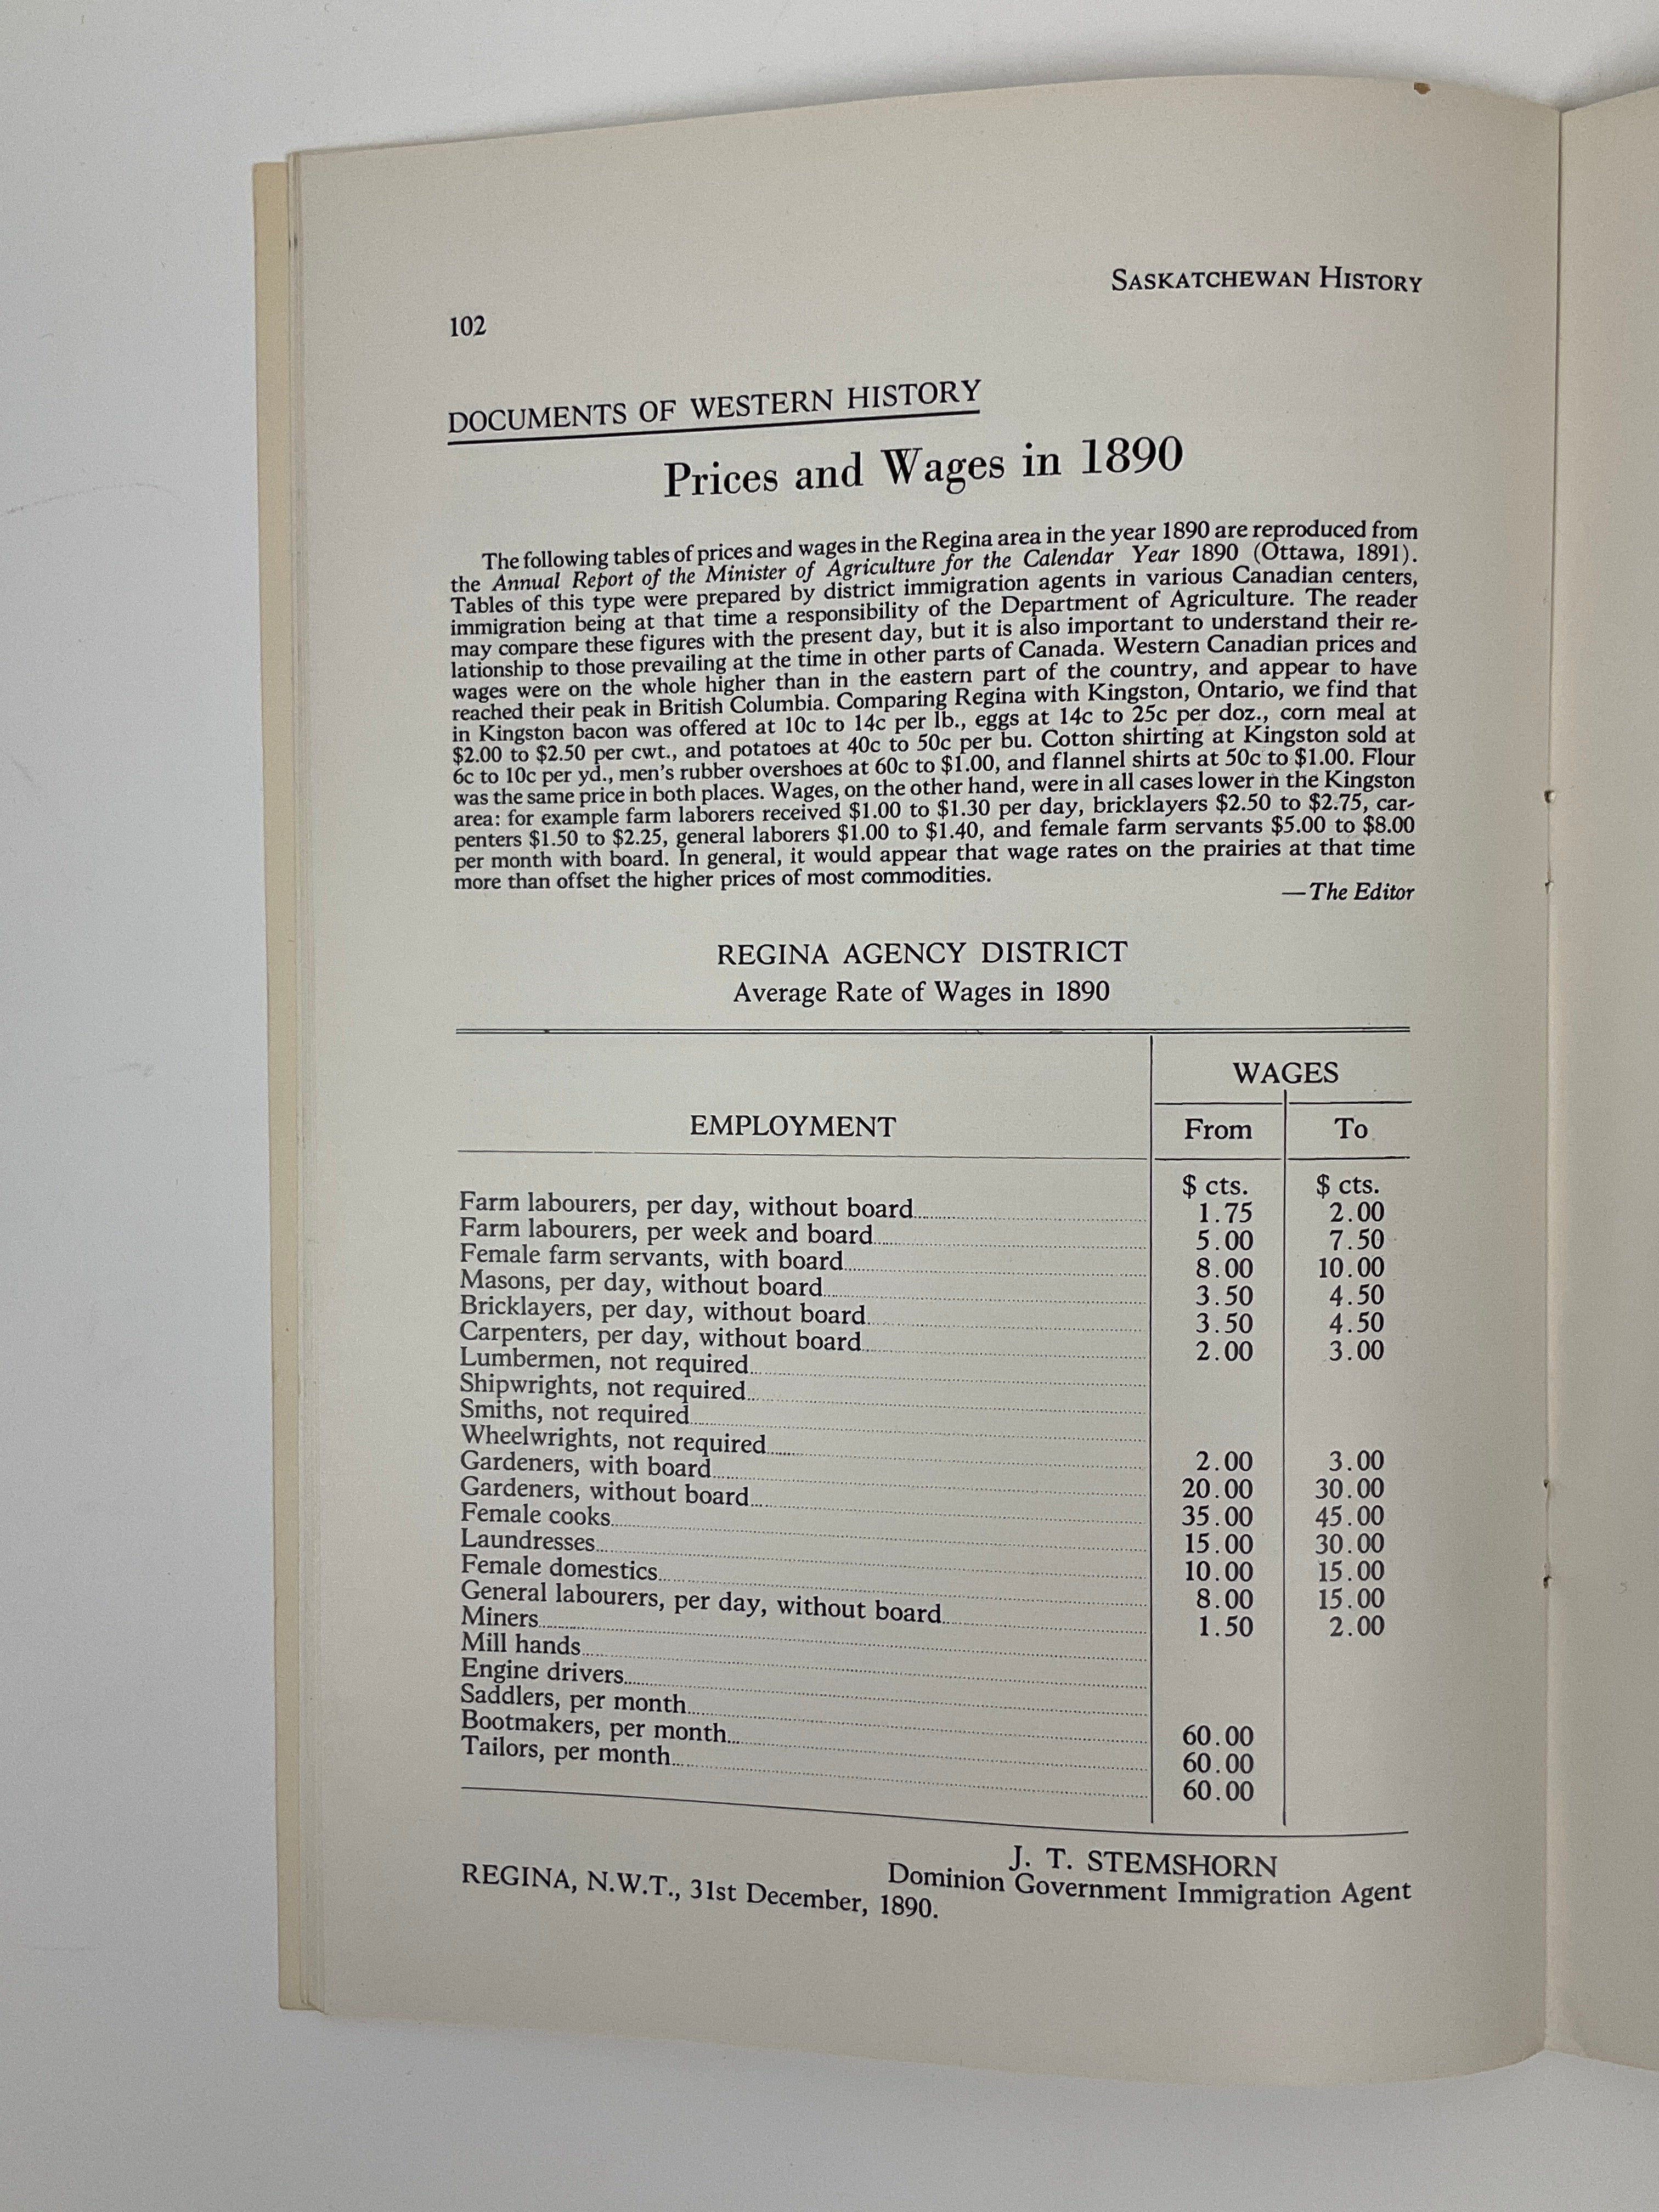 SASKATCHEWAN HISTORY
102
DOCUMENTS OF WESTERN HISTORY
Prices and Wages in 1890
The following tables of prices and wages in the Regina area in the year 1890 are reproduced from
the Annual Report of the Minister of Agriculture for the Calendar Year 1890 (Ottawa, 1891).
Tables of this type were prepared by district immigration agents in various Canadian centers,
immigration being at that time a responsibility of the Department of Agriculture. The reader
may compare these figures with the present day, but it is also important to understand their re-
lationship to those prevailing at the time in other parts of Canada. Western Canadian prices and
wages were on the whole higher than in the eastern part of the country, and appear to have
reached their peak in British Columbia. Comparing Regina with Kingston, Ontario, we find that
in Kingston bacon was offered at 10c to 14c per lb., eggs at 14c to 25c per doz., corn meal at
$2.00 to $2.50 per cwt., and potatoes at 40c to 50c per bu. Cotton shirting at Kingston sold at
6c to 10c per yd., men's rubber overshoes at 60c to $1.00, and flannel shirts at 50c to $1.00. Flour
was the same price in both places. Wages, on the other hand, were in all cases lower in the Kingston
area: for example farm laborers received $1.00 to $1.30 per day, bricklayers $2.50 to $2.75, car-
penters $1.50 to $2.25, general laborers $1.00 to $1.40, and female farm servants $5.00 to $8.00
per month with board. In general, it would appear that wage rates on the prairies at that time
more than offset the higher prices of most commodities.
—The Editor
REGINA AGENCY DISTRICT
Average Rate of Wages in 1890
WAGES
EMPLOYMENT From To
$ cts. $ cts.
Farm labourers, per day, without board 1.75 2.00
Farm labourers, per week and board 5.00 7.50
Female farm servants, with board 8.00 10.00
Masons, per day, without board 3.50 4.50
Bricklayers, per day, without board 3.50 4.50
Carpenters, per day, without board 2.00 3.00
Lumbermen, not required
Shipwrights, not required
Smiths, not required
Wheelwrights, not required 2.00 3.00
Gardeners, with board 20.00 30.00
Gardeners, without board 35.00 45.00
Female cooks 15.00 30.00
Laundresses 10.00 15.00
Female domestics 8.00 15.00
General labourers, per day, without board 1.50 2.00
Miners
Mill hands
Engine drivers
Saddlers, per month 60.00
Bootmakers, per month 60.00
Tailors, per month 60.00
J. T. STEMSHORN
Dominion Government Immigration Agent
REGINA, N.W.T., 31st December, 1890.